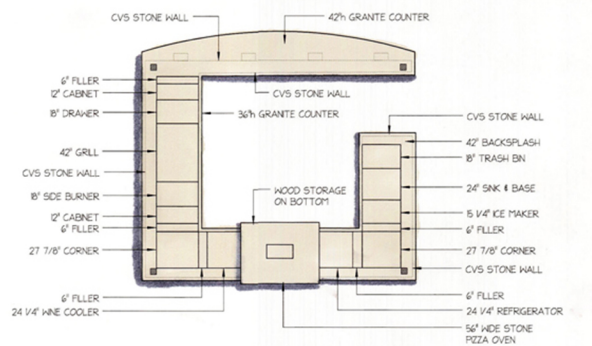 CVS STONE WALL
42"h GRANITE COUNTER
6" FILLER
12" CABINET
18" DRAWER
CVS STONE WALL
36"h GRANITE COUNTER
42" GRILL
CVS STONE WALL
18" SIDE BURNER
12" CABINET
6" FILLER
27 7/8" CORNER
WOOD STORAGE
ON BOTTOM
CVS STONE WALL
42" BACKSPLASH
18" TRASH BIN
24" SINK & BASE
15 1/4" ICE MAKER
6" FILLER
27 7/8" CORNER
CVS STONE WALL
6" FILLER
24 1/4" WINE COOLER
6" FILLER
24 1/4" REFRIGERATOR
56" WIDE STONE
PIZZA OVEN